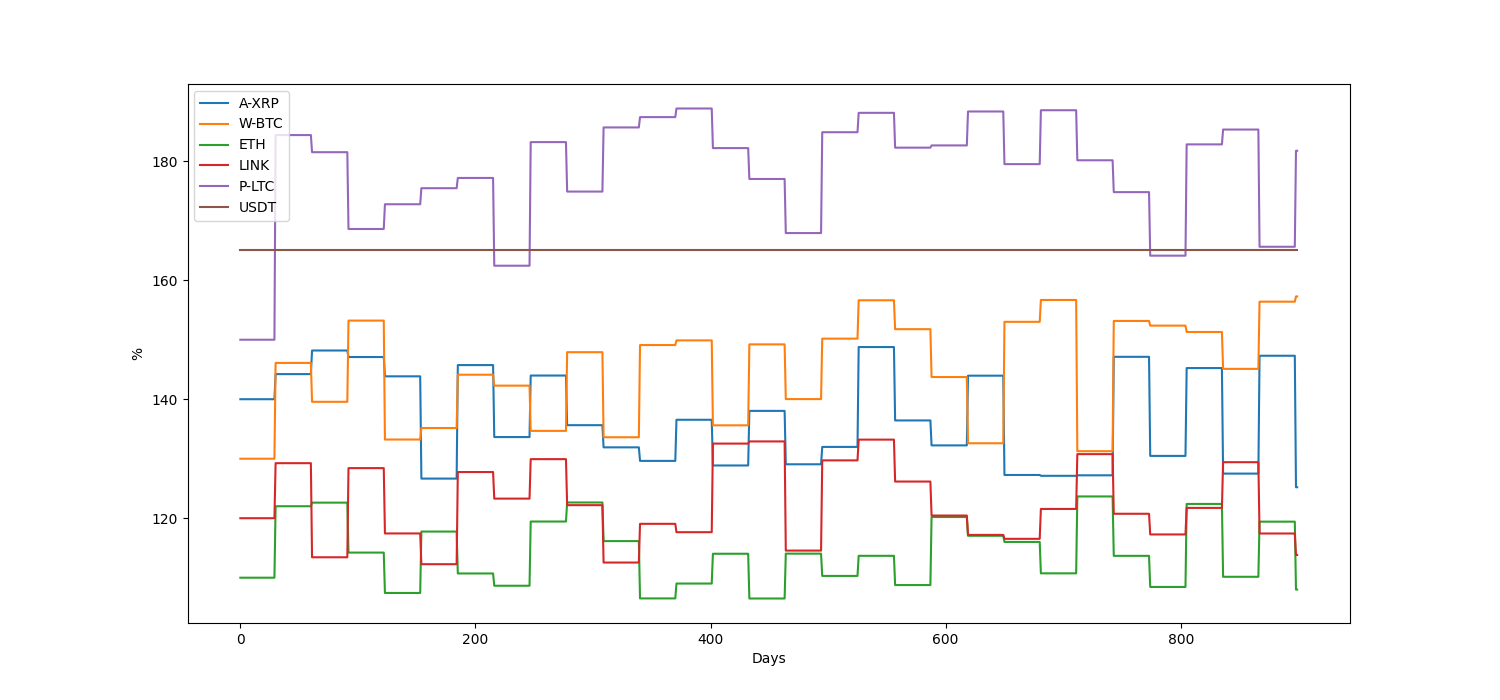 A-XRP
W-BTC
ETH
LINK
P-LTC
USDT
%
180
160
140
120
0 200 400 600 800
Days